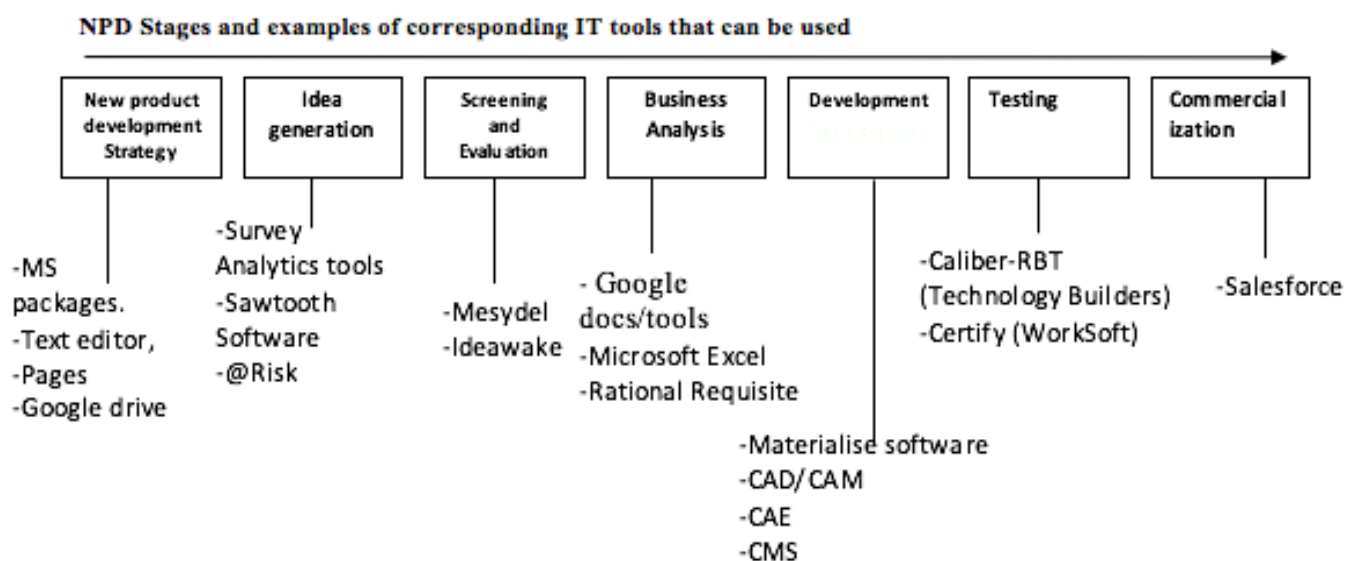 NPD Stages and examples of corresponding IT tools that can be used
New product
development
Strategy
Idea
generation
Screening
and
Evaluation
Business
Analysis
Development
Testing
Commercial
ization
-MS
packages.
-Text editor,
-Pages
-Google drive
-Survey
Analytics tools
-Sawtooth
Software
-@Risk
-Mesydel
-Ideawake
- Google
docs/tools
-Microsoft Excel
-Rational Requisite
-Materialise software
-CAD/CAM
-CAE
-CMS
-Caliber-RBT
(Technology Builders)
-Certify (WorkSoft)
-Salesforce